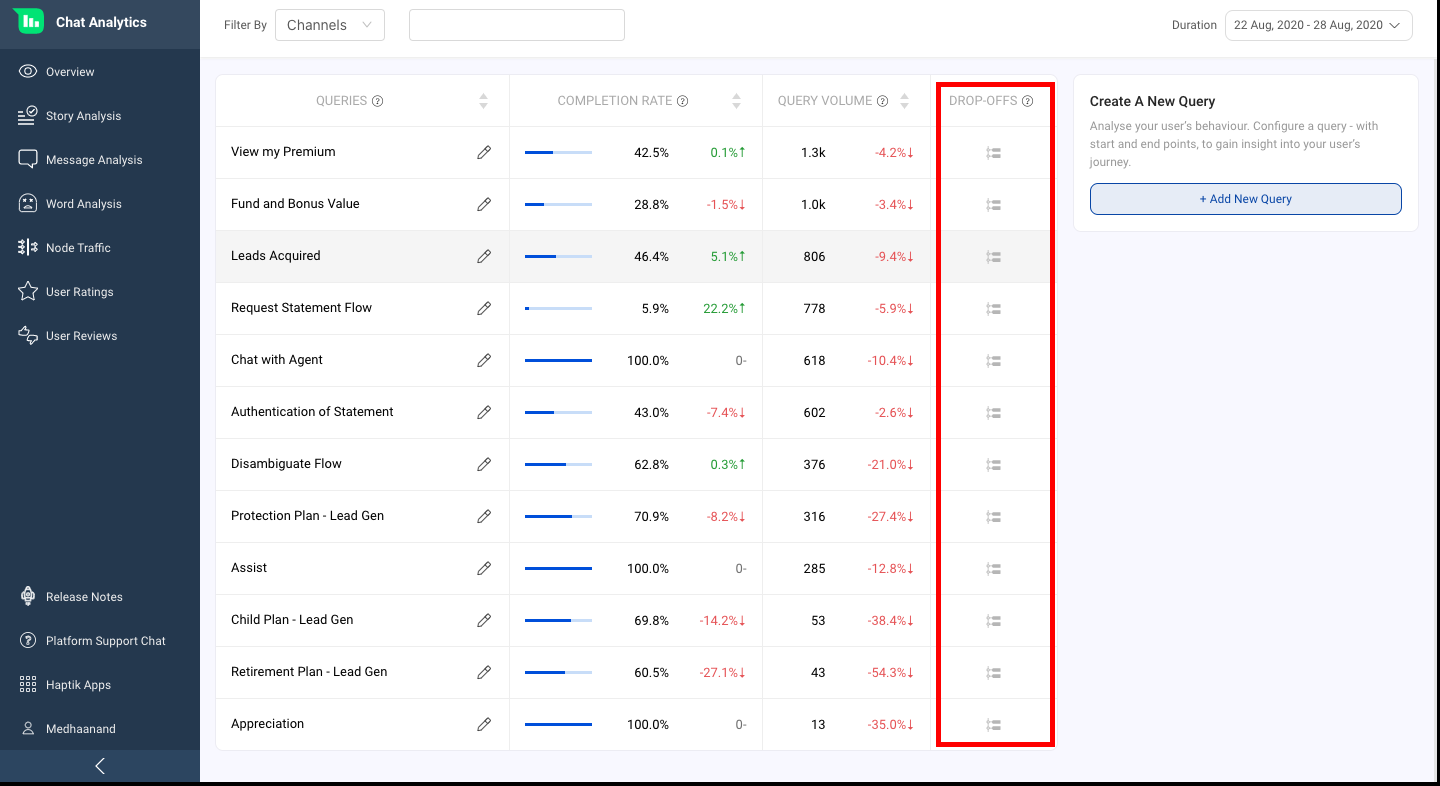 Chat Analytics
Overview
Story Analysis
Message Analysis
Word Analysis
Node Traffic
User Ratings
User Reviews
Release Notes
Platform Support Chat
Haptik Apps
Medhaanand
Filter By Channels
Duration 22 Aug, 2020 - 28 Aug, 2020
QUERIES COMPLETION RATE QUERY VOLUME DROP-OFFS
View my Premium 42.5% 0.1%↑ 1.3k -4.2%↓
Fund and Bonus Value 28.8% -1.5%↓ 1.0k -3.4%↓
Leads Acquired 46.4% 5.1%↑ 806 -9.4%↓
Request Statement Flow 5.9% 22.2%↑ 778 -5.9%↓
Chat with Agent 100.0% 0- 618 -10.4%↓
Authentication of Statement 43.0% -7.4%↓ 602 -2.6%↓
Disambiguate Flow 62.8% 0.3%↑ 376 -21.0%↓
Protection Plan - Lead Gen 70.9% -8.2%↓ 316 -27.4%↓
Assist 100.0% 0- 285 -12.8%↓
Child Plan - Lead Gen 69.8% -14.2%↓ 53 -38.4%↓
Retirement Plan - Lead Gen 60.5% -27.1%↓ 43 -54.3%↓
Appreciation 100.0% 0- 13 -35.0%↓
Create A New Query
Analyse your user's behaviour. Configure a query - with
start and end points, to gain insight into your user's
journey.
+ Add New Query